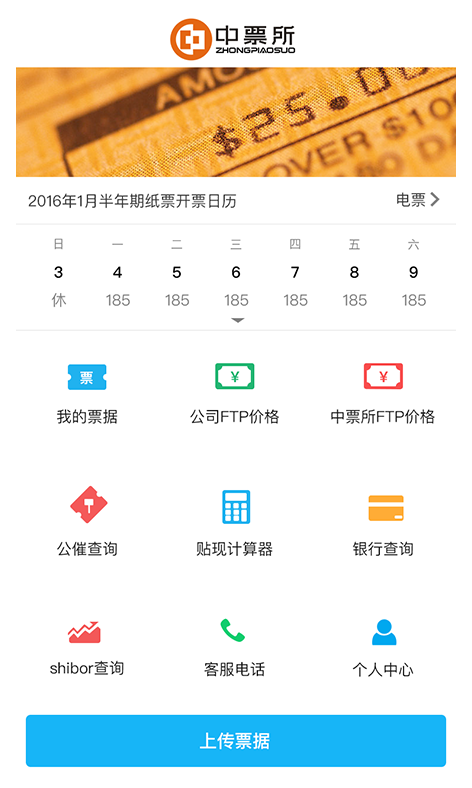 中票所
ZHONGPIAOSUO
AMO
$25.00
OVER $100
DA
2016年1月半年期纸票开票日历 电票
日 一 二 三 四 五 六
3 4 5 6 7 8 9
休 185 185 185 185 185 185
票 ¥ ¥
我的票据 公司FTP价格 中票所FTP价格
公催查询 贴现计算器 银行查询
shibor查询 客服电话 个人中心
上传票据